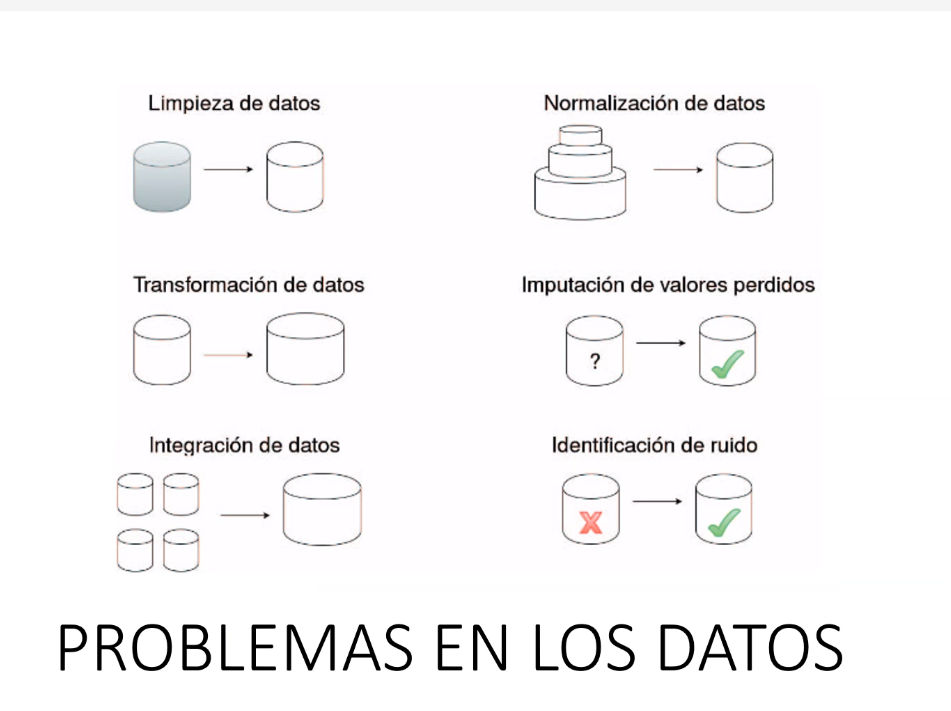 Limpieza de datos
Normalización de datos
Transformación de datos
Imputación de valores perdidos
?
Integración de datos
Identificación de ruido
X
PROBLEMAS EN LOS DATOS